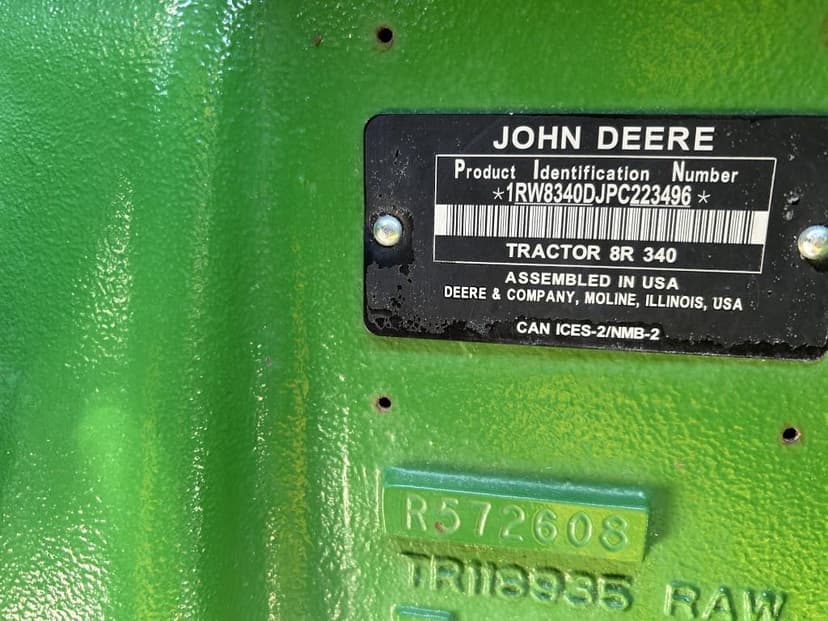 JOHN DEERE
Product Identification Number
*1RW8340DJPC223496*
TRACTOR 8R 340
ASSEMBLED IN USA
DEERE & COMPANY, MOLINE, ILLINOIS, USA
CAN ICES-2/NMB-2
R572608
TR118935 RAW